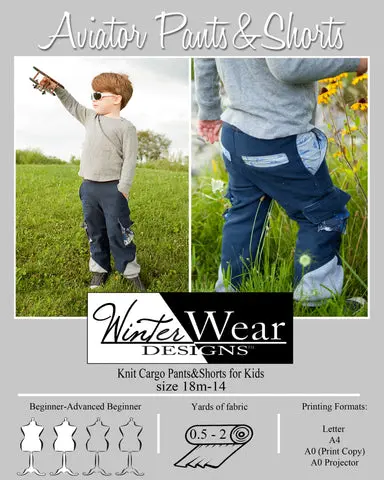 Aviator Pants & Shorts
Winter Wear
DESIGNS
Knit Cargo Pants&Shorts for Kids
size 18m-14
Beginner-Advanced Beginner
Yards of fabric
Printing Formats:
0.5 - 2
Letter
A4
A0 (Print Copy)
A0 Projector